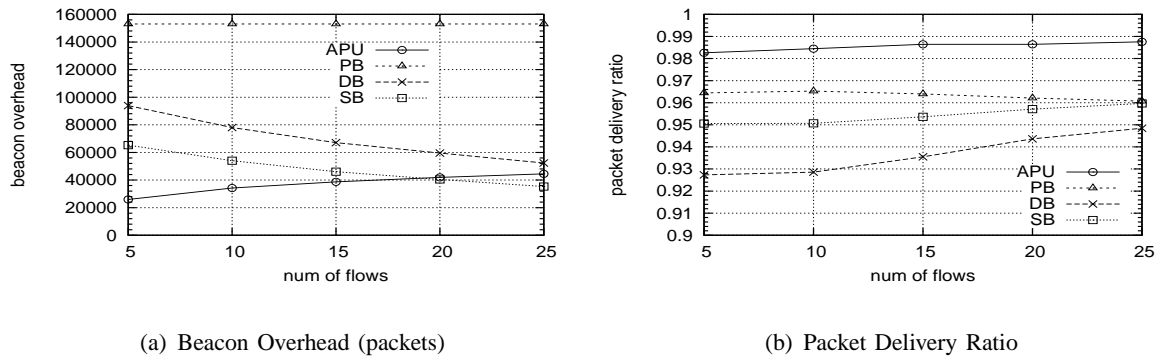 160000
140000
120000
100000
80000
60000
40000
20000
0
beacon overhead
APU
PB
DB
SB
5 10 15 20 25
num of flows
(a) Beacon Overhead (packets)
1
0.99
0.98
0.97
0.96
0.95
0.94
0.93
0.92
0.91
0.9
packet delivery ratio
APU
PB
DB
SB
5 10 15 20 25
num of flows
(b) Packet Delivery Ratio